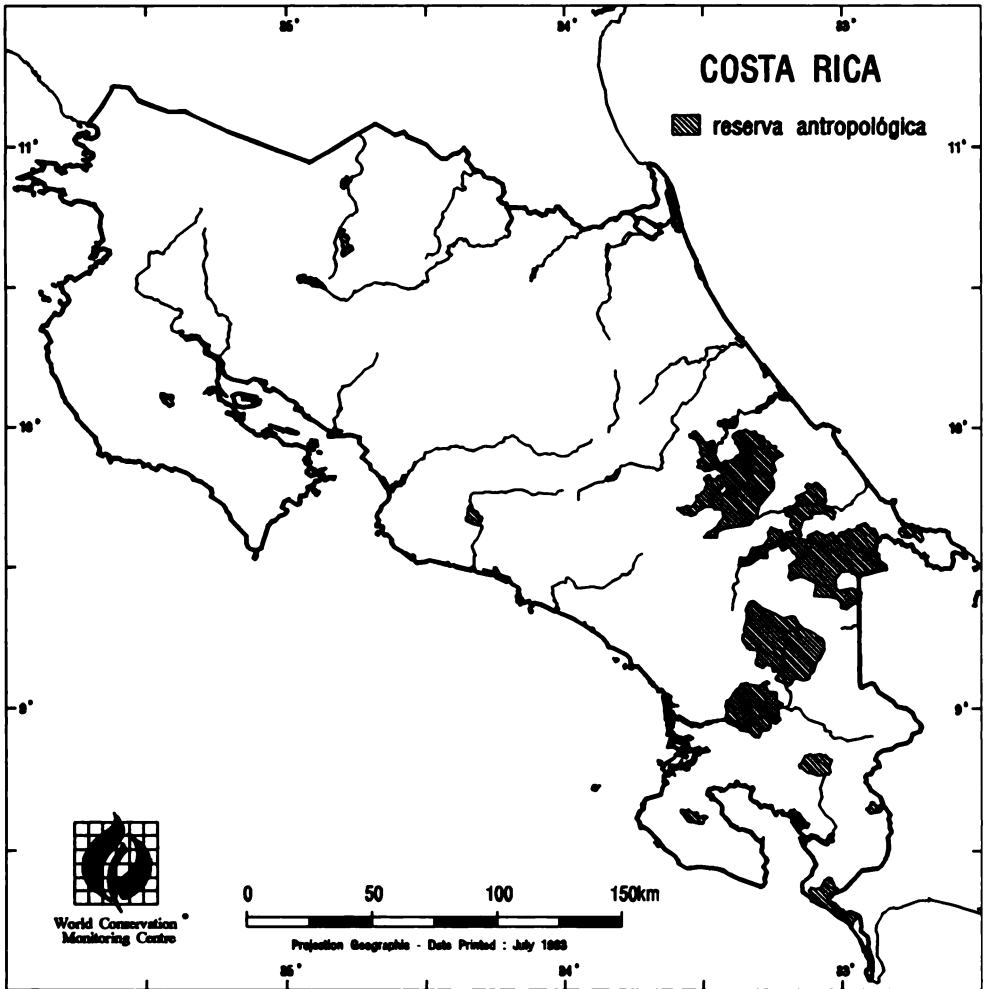 85° 84° 83°
COSTA RICA
reserva antropológica
11° 11°
10° 10°
9° 9°
0 50 100 150km
World Conservation
Monitoring Centre
Projection Geographic - Date Printed : July 1993
85° 84° 83°